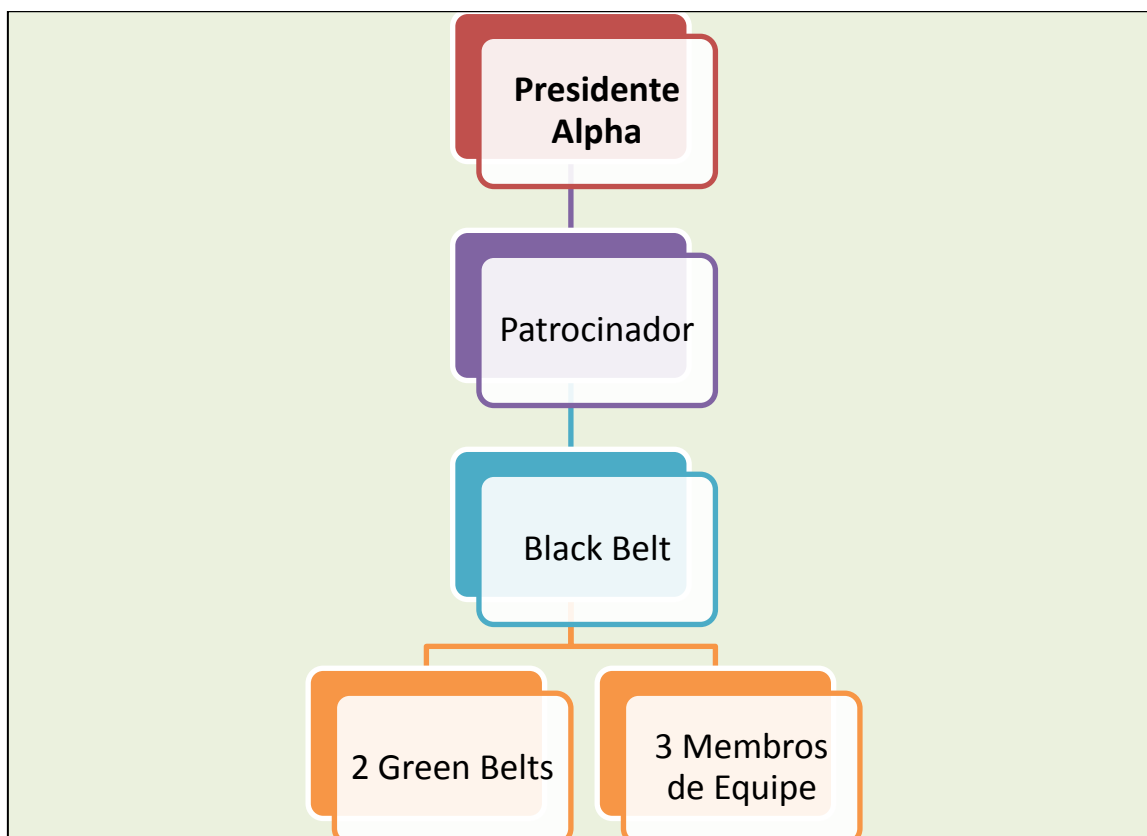 Presidente
Alpha
Patrocinador
Black Belt
2 Green Belts
3 Membros
de Equipe